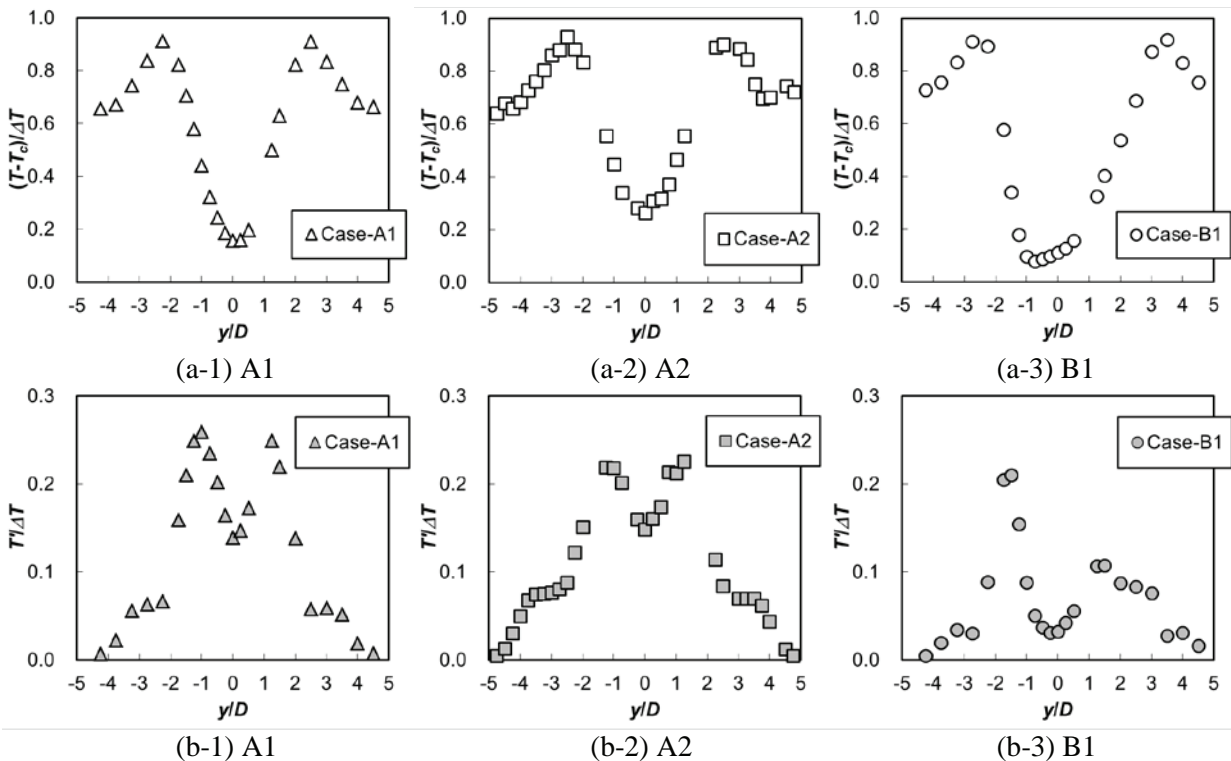 1.0
0.8
0.6
0.4
0.2
0.0
(T-Tc)/ΔT
-5 -4 -3 -2 -1 0 1 2 3 4 5
y/D
Case-A1
(a-1) A1
1.0
0.8
0.6
0.4
0.2
0.0
(T-Tc)/ΔT
-5 -4 -3 -2 -1 0 1 2 3 4 5
y/D
Case-A2
(a-2) A2
1.0
0.8
0.6
0.4
0.2
0.0
(T-Tc)/ΔT
-5 -4 -3 -2 -1 0 1 2 3 4 5
y/D
Case-B1
(a-3) B1
0.3
0.2
0.1
0.0
T'/ΔT
-5 -4 -3 -2 -1 0 1 2 3 4 5
y/D
Case-A1
(b-1) A1
0.3
0.2
0.1
0.0
T'/ΔT
-5 -4 -3 -2 -1 0 1 2 3 4 5
y/D
Case-A2
(b-2) A2
0.3
0.2
0.1
0.0
T'/ΔT
-5 -4 -3 -2 -1 0 1 2 3 4 5
y/D
Case-B1
(b-3) B1